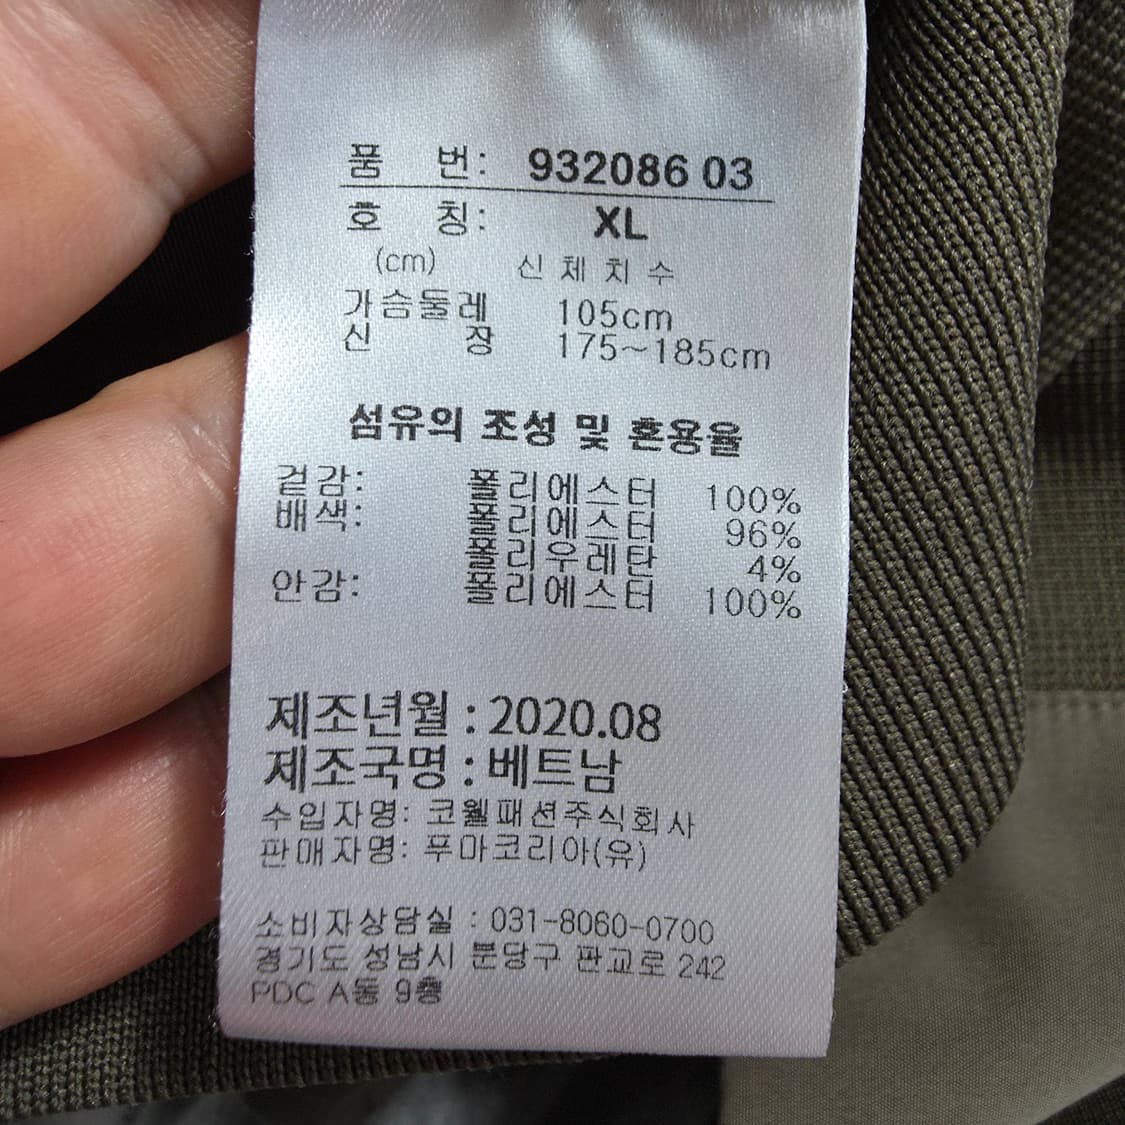 품 번: 932086 03
호 칭: XL
(cm) 신체치수
가슴둘레 105cm
신 장 175~185cm
섬유의 조성 및 혼용율
겉감: 폴리에스터 100%
배색: 폴리에스터 96%
폴리우레탄 4%
안감: 폴리에스터 100%
제조년월 : 2020.08
제조국명 : 베트남
수입자명: 코웰패션주식회사
판매자명: 푸마코리아(유)
소비자상담실 : 031-8060-0700
경기도 성남시 분당구 판교로 242
PDC A동 9층